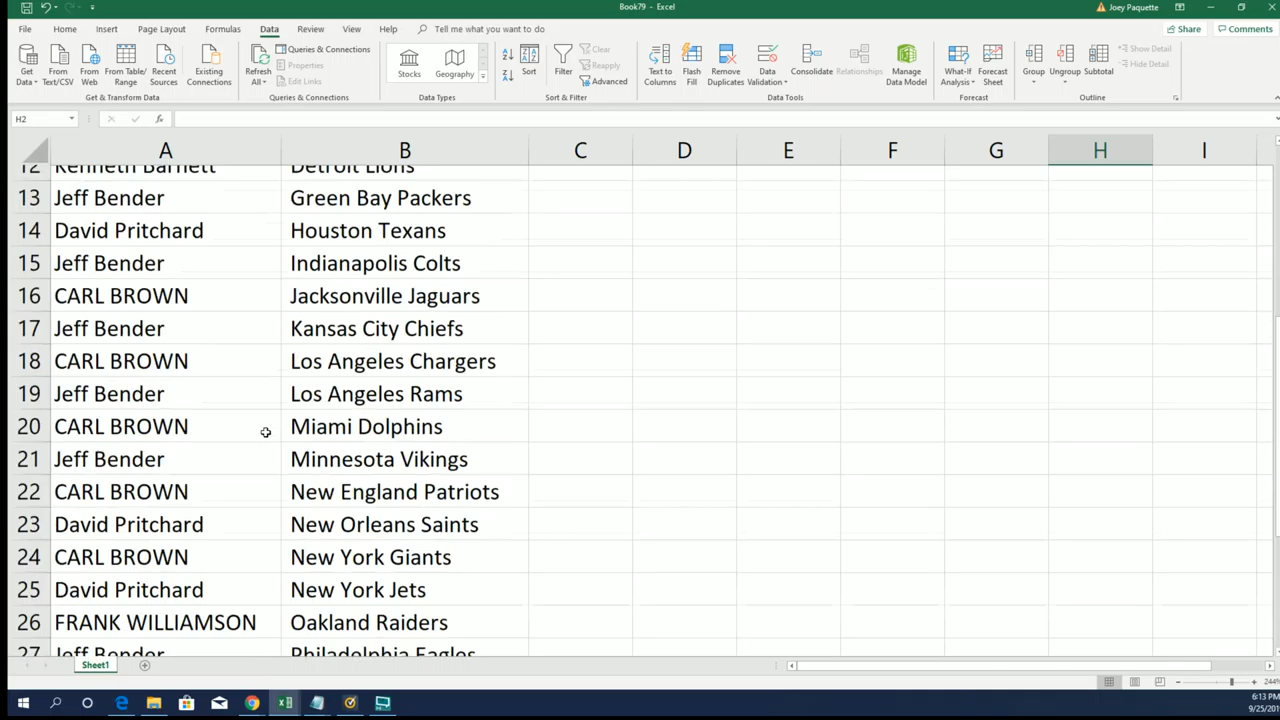 Book79 - Excel
Joey Paquette
File Home Insert Page Layout Formulas Data Review View Help Tell me what you want to do Share Comments
Get Data
From Text/CSV
From Web
From Table/ Range
Recent Sources
Existing Connections
Get & Transform Data
Refresh All
Queries & Connections
Properties
Edit Links
Queries & Connections
Stocks
Geography
Data Types
Sort
Filter
Clear
Reapply
Advanced
Sort & Filter
Text to Columns
Flash Fill
Remove Duplicates
Data Validation
Consolidate
Relationships
Manage Data Model
Data Tools
What-If Analysis
Forecast Sheet
Forecast
Group
Ungroup
Subtotal
Show Detail
Hide Detail
Outline
H2
fx
A B C D E F G H I
12 Kenneth Barnett Detroit Lions
13 Jeff Bender Green Bay Packers
14 David Pritchard Houston Texans
15 Jeff Bender Indianapolis Colts
16 CARL BROWN Jacksonville Jaguars
17 Jeff Bender Kansas City Chiefs
18 CARL BROWN Los Angeles Chargers
19 Jeff Bender Los Angeles Rams
20 CARL BROWN Miami Dolphins
21 Jeff Bender Minnesota Vikings
22 CARL BROWN New England Patriots
23 David Pritchard New Orleans Saints
24 CARL BROWN New York Giants
25 David Pritchard New York Jets
26 FRANK WILLIAMSON Oakland Raiders
27 Jeff Bender Philadelphia Eagles
Sheet1
244%
6:13 PM
9/25/201